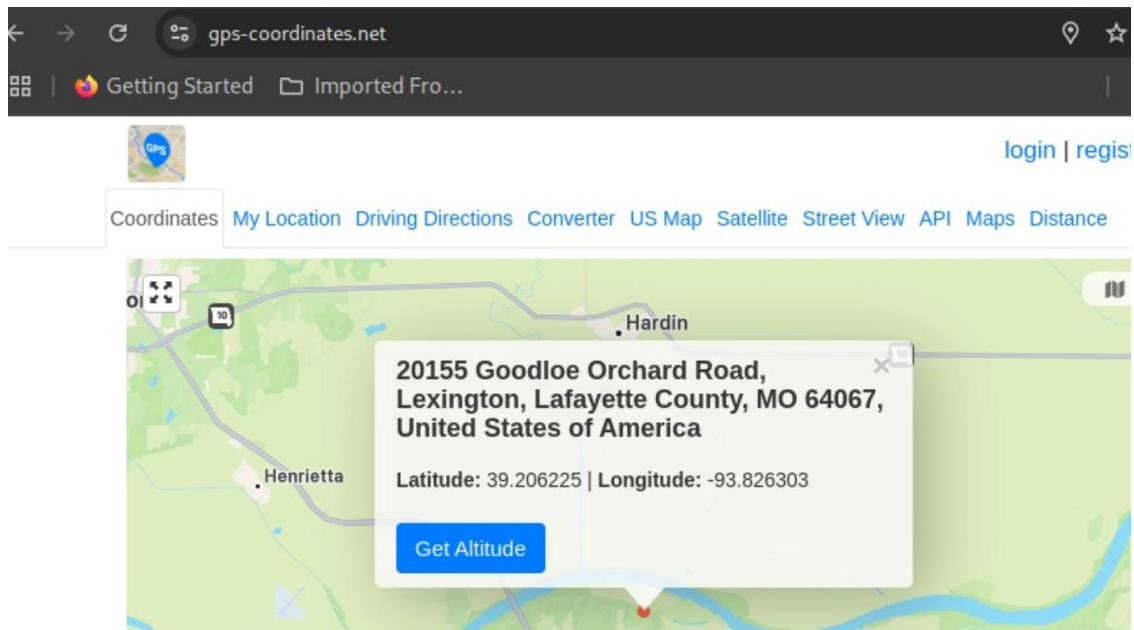 gps-coordinates.net
Getting Started Imported Fro...
GPS
login | regist
Coordinates My Location Driving Directions Converter US Map Satellite Street View API Maps Distance
10
Hardin
10
20155 Goodloe Orchard Road,
Lexington, Lafayette County, MO 64067,
United States of America
Henrietta
Latitude: 39.206225 | Longitude: -93.826303
Get Altitude